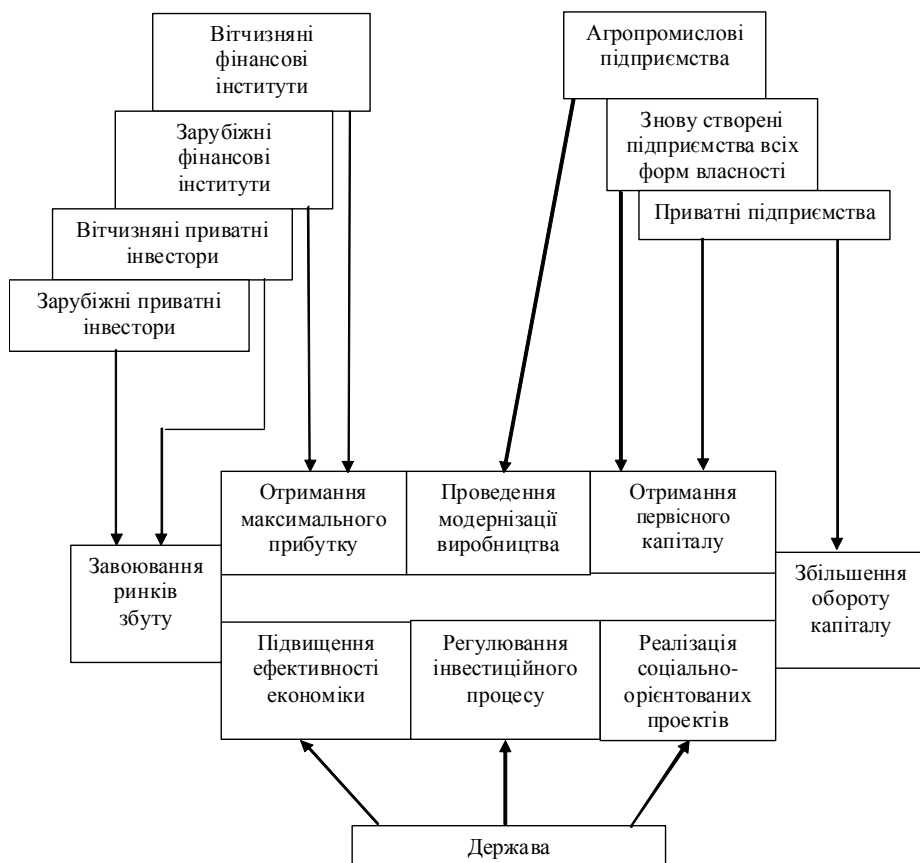 Вітчизняні
фінансові
інститути
Зарубіжні
фінансові
інститути
Вітчизняні приватні
інвестори
Зарубіжні приватні
інвестори
Агропромислові
підприємства
Знову створені
підприємства всіх
форм власності
Приватні підприємства
Завоювання
ринків
збуту
Отримання
максимального
прибутку
Проведення
модернізації
виробництва
Отримання
первісного
капіталу
Збільшення
обороту
капіталу
Підвищення
ефективності
економіки
Регулювання
інвестиційного
процесу
Реалізація
соціально-
орієнтованих
проектів
Держава